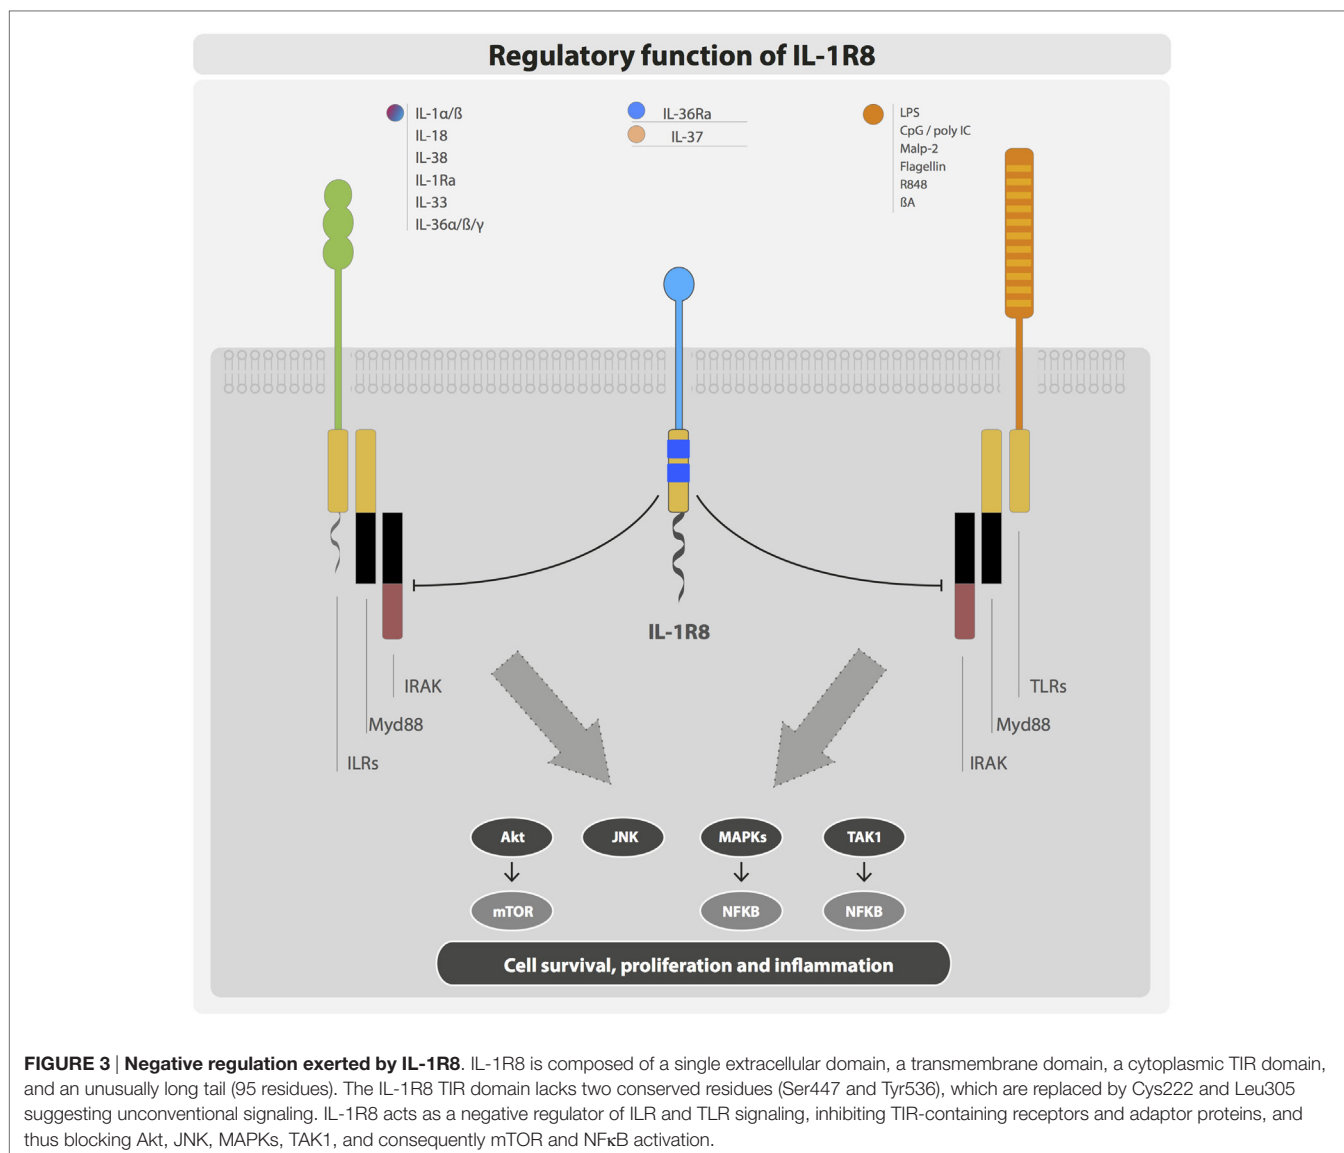 Regulatory function of IL-1R8
IL-1α/ß
IL-18
IL-38
IL-1Ra
IL-33
IL-36α/ß/γ
IL-36Ra
IL-37
LPS
CpG / poly IC
Malp-2
Flagellin
R848
ßA
IL-1R8
IRAK
Myd88
ILRs
TLRs
Myd88
IRAK
Akt
JNK
MAPKs
TAK1
mTOR
NFKB
NFKB
Cell survival, proliferation and inflammation
FIGURE 3 | Negative regulation exerted by IL-1R8. IL-1R8 is composed of a single extracellular domain, a transmembrane domain, a cytoplasmic TIR domain,
and an unusually long tail (95 residues). The IL-1R8 TIR domain lacks two conserved residues (Ser447 and Tyr536), which are replaced by Cys222 and Leu305
suggesting unconventional signaling. IL-1R8 acts as a negative regulator of ILR and TLR signaling, inhibiting TIR-containing receptors and adaptor proteins, and
thus blocking Akt, JNK, MAPKs, TAK1, and consequently mTOR and NFκB activation.